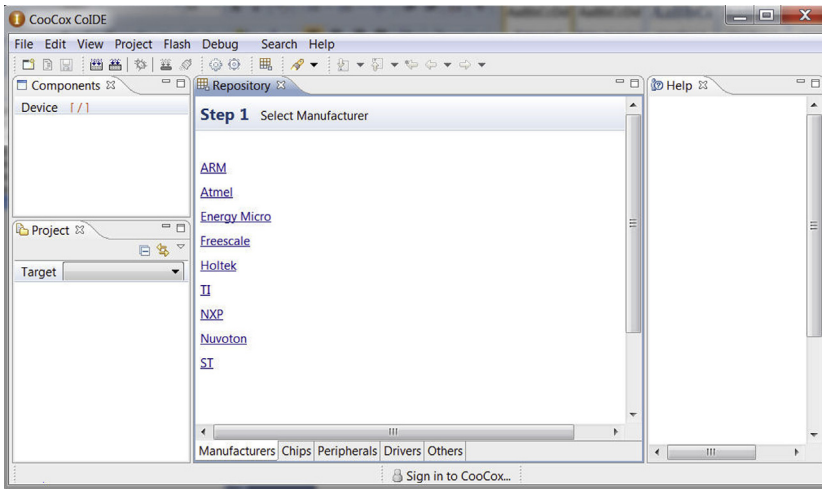 CooCox CoIDE
File Edit View Project Flash Debug Search Help
Components
Device [/]
Project
Target
Repository
Step 1 Select Manufacturer
ARM
Atmel
Energy Micro
Freescale
Holtek
TI
NXP
Nuvoton
ST
Manufacturers Chips Peripherals Drivers Others
Help
Sign in to CooCox...